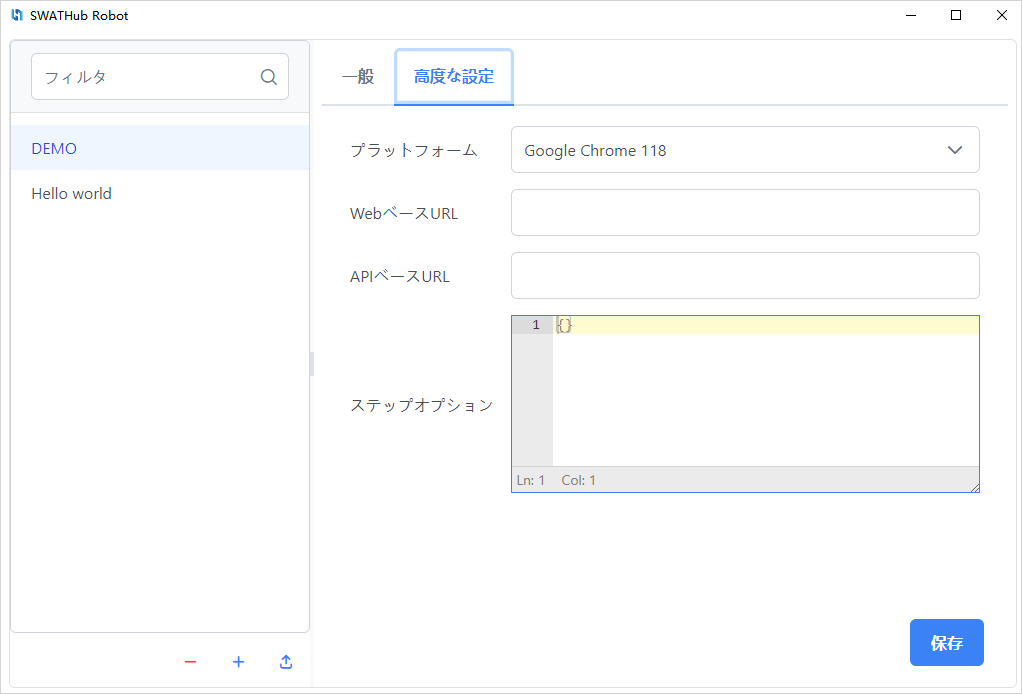 SWATHub Robot
フィルタ
DEMO
Hello world
一般
高度な設定
プラットフォーム
Google Chrome 118
WebベースURL
APIベースURL
ステップオプション
1
{}
Ln: 1 Col: 1
保存